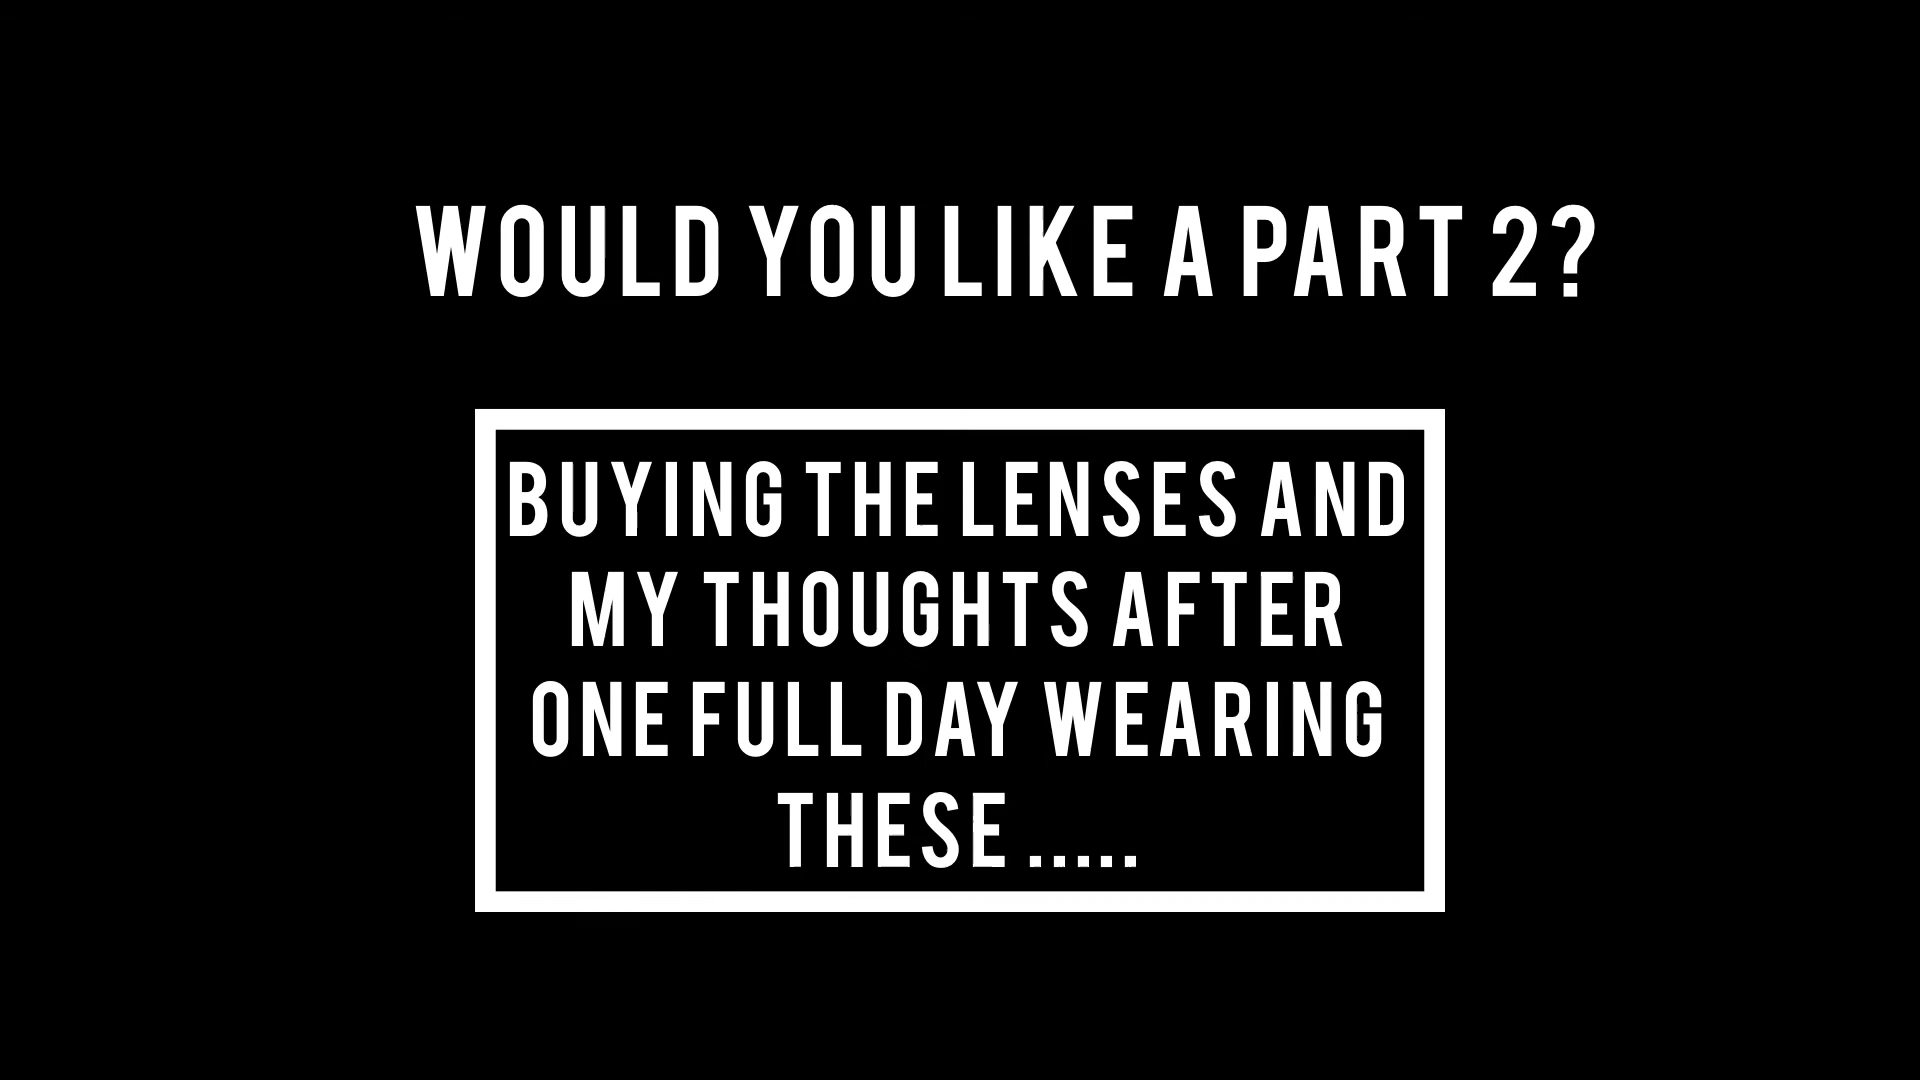 WOULD YOU LIKE A PART 2?
BUYING THE LENSES AND
MY THOUGHTS AFTER
ONE FULL DAY WEARING
THESE .....